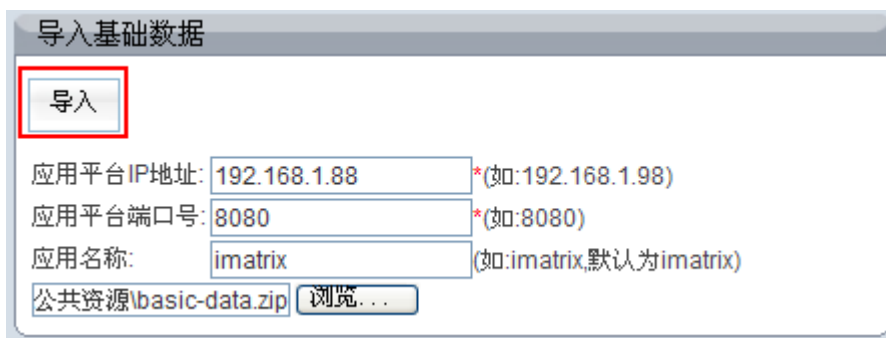 导入基础数据
导入
应用平台IP地址: 192.168.1.88 *(如:192.168.1.98)
应用平台端口号: 8080 *(如:8080)
应用名称: imatrix (如:imatrix,默认为imatrix)
公共资源\basic-data.zip 浏览...